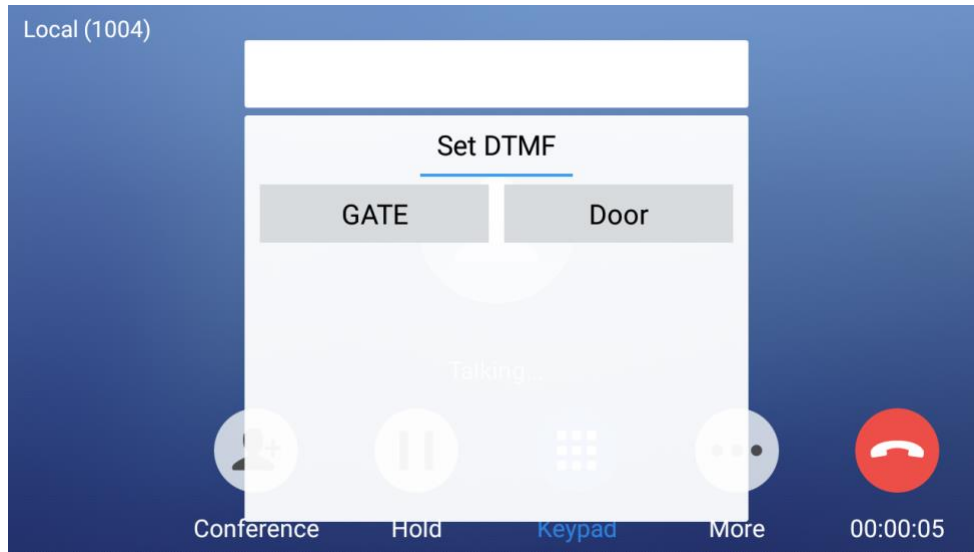 Local (1004)
Set DTMF
GATE
Door
Talking...
Conference
Hold
Keypad
More
00:00:05